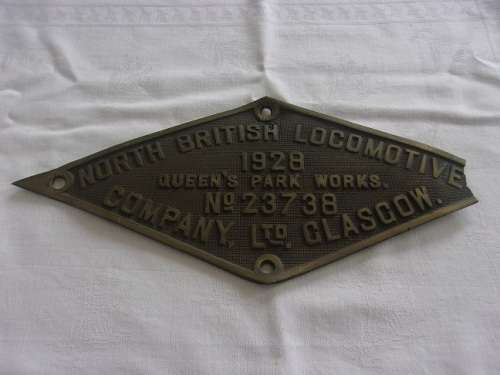 NORTH BRITISH LOCOMOTIVE
1928
QUEEN'S PARK WORKS.
No 23738
COMPANY, LTD. GLASGOW.